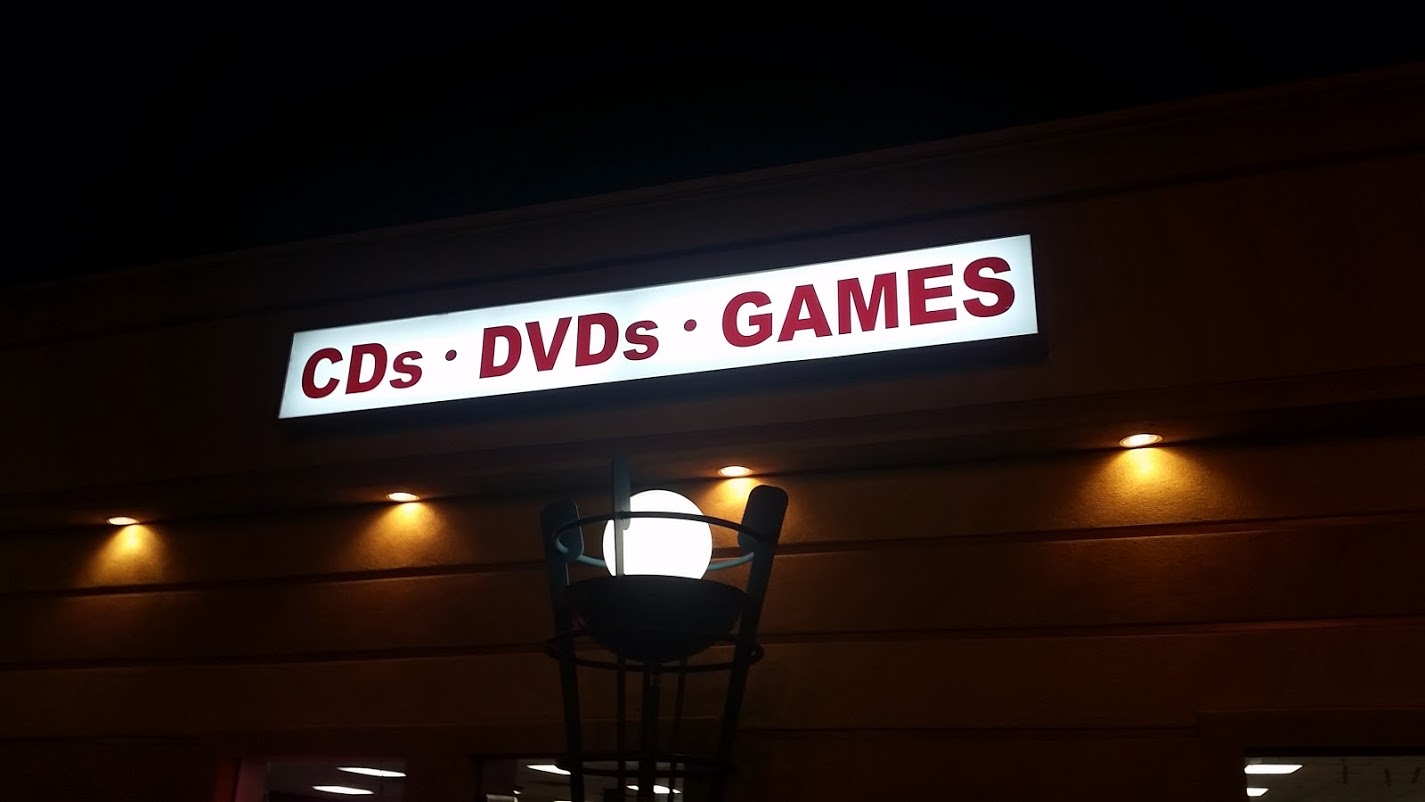 CDs · DVDs · GAMES